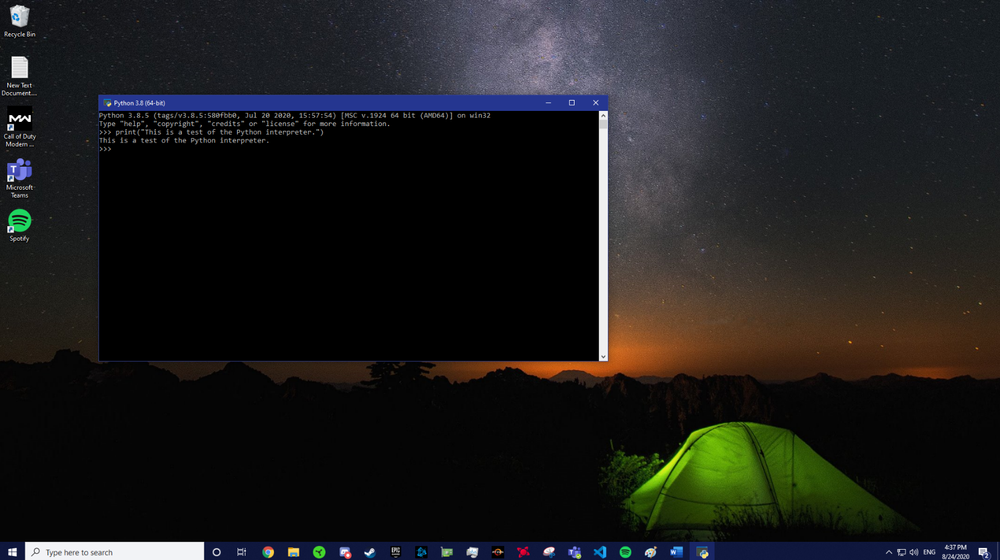 Recycle Bin
New Text
Document....
Call of Duty
Modern ...
Microsoft
Teams
Spotify
Python 3.8 (64-bit)
Python 3.8.5 (tags/v3.8.5:580fbb0, Jul 20 2020, 15:57:54) [MSC v.1924 64 bit (AMD64)] on win32
Type "help", "copyright", "credits" or "license" for more information.
>>> print("This is a test of the Python interpreter.")
This is a test of the Python interpreter.
>>>
Type here to search
EPIC
GAMES
ENG
4:37 PM
8/24/2020
2